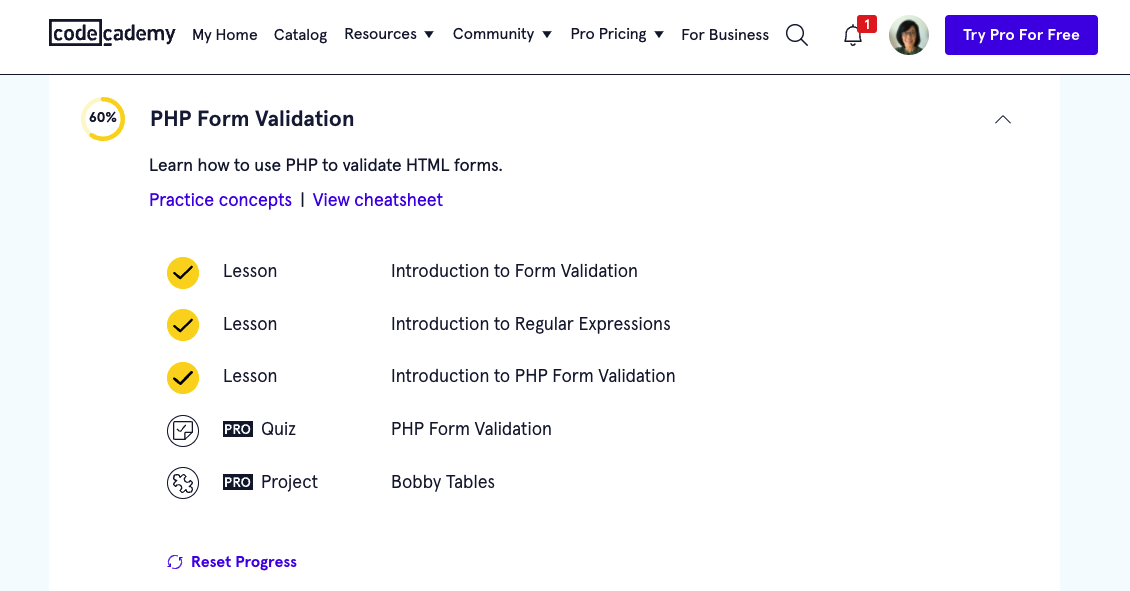 codecademy My Home Catalog Resources ▼ Community ▼ Pro Pricing ▼ For Business 1 Try Pro For Free
60% PHP Form Validation
Learn how to use PHP to validate HTML forms.
Practice concepts | View cheatsheet
Lesson Introduction to Form Validation
Lesson Introduction to Regular Expressions
Lesson Introduction to PHP Form Validation
PRO Quiz PHP Form Validation
PRO Project Bobby Tables
Reset Progress